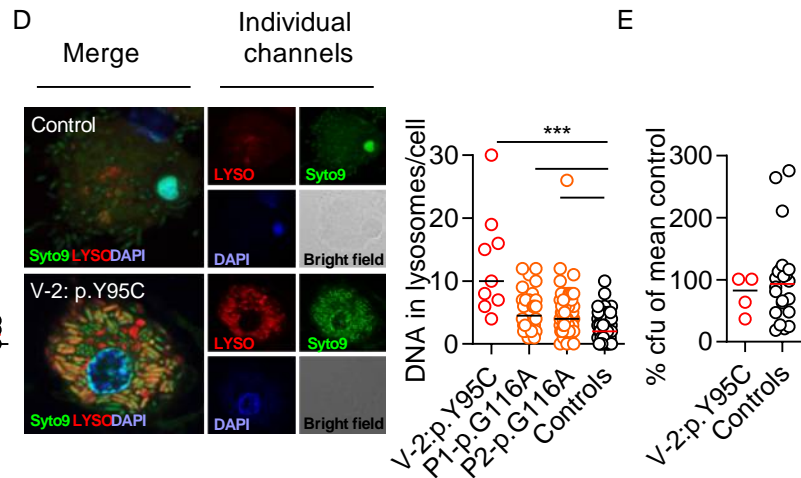 D
Merge
Individual
channels
Control
Syto9 LYSO DAPI
LYSO
Syto9
DAPI
Bright field
V-2: p.Y95C
Syto9 LYSO DAPI
LYSO
Syto9
DAPI
Bright field
DNA in lysosomes/cell
30
20
10
0
***
V-2:p. Y95C
P1-p.G116A
P2-p.G116A
Controls
E
% cfu of mean control
300
200
100
0
V-2:p. Y95C
Controls